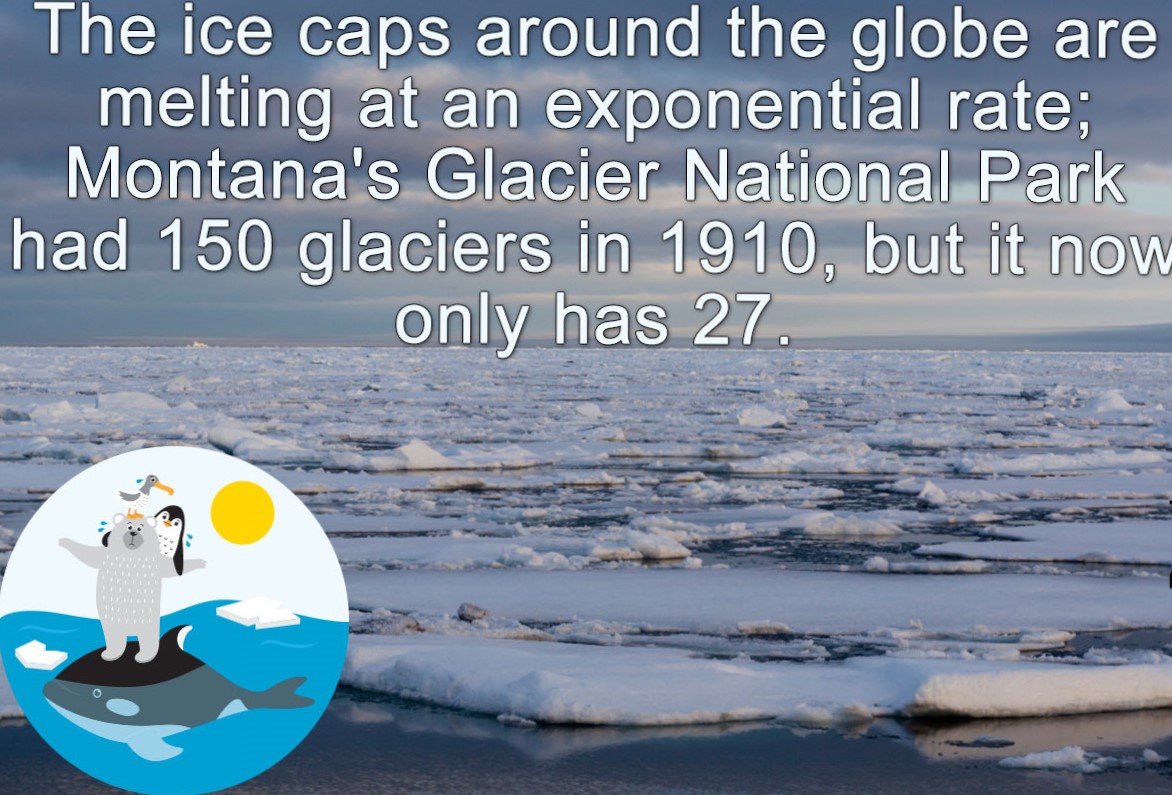 The ice caps around the globe are
melting at an exponential rate;
Montana's Glacier National Park
had 150 glaciers in 1910, but it now
only has 27.